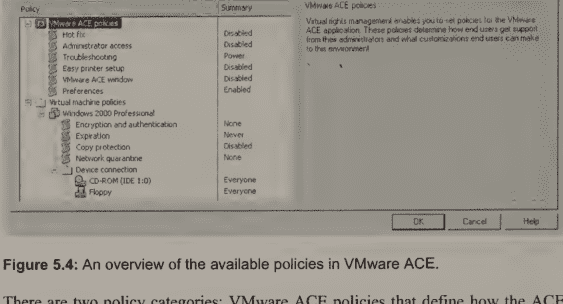 Policy Summary VMware ACE policies
VMware ACE policies
Hot fix Disabled
Administrator access Disabled
Troubleshooting Power
Easy printer setup Disabled
VMware ACE window Disabled
Preferences Enabled
Virtual machine policies
Windows 2000 Professional
Encryption and authentication None
Expiration Never
Copy protection Disabled
Network quarantine None
Device connection
CD-ROM (IDE 1:0) Everyone
Floppy Everyone
Virtual rights management enables you to set policies for the VMware
ACE application. These policies determine how end users get support
from their administrators and what customizations end users can make
to this environment
OK Cancel Help
Figure 5.4: An overview of the available policies in VMware ACE.
There are two policy categories: VMware ACE policies that define how the ACE